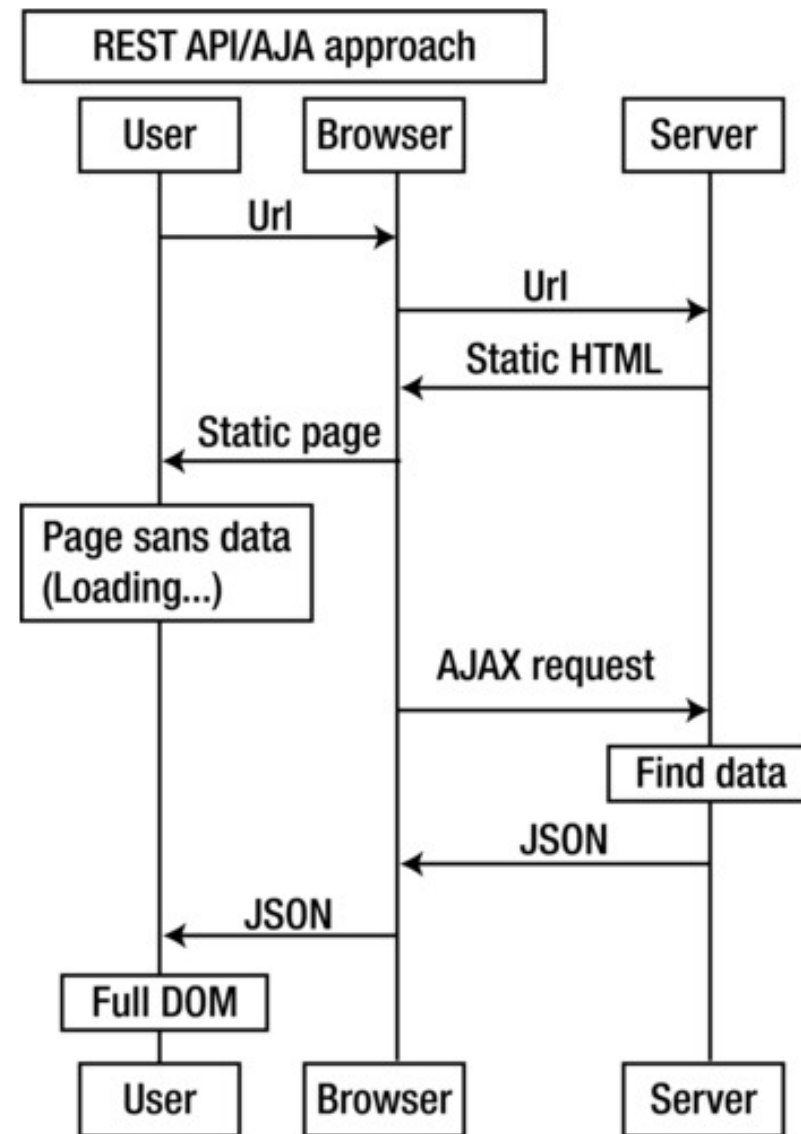 REST API/AJA approach
User
Browser
Server
Url
Url
Static HTML
Static page
Page sans data
(Loading...)
AJAX request
Find data
JSON
JSON
Full DOM
User
Browser
Server